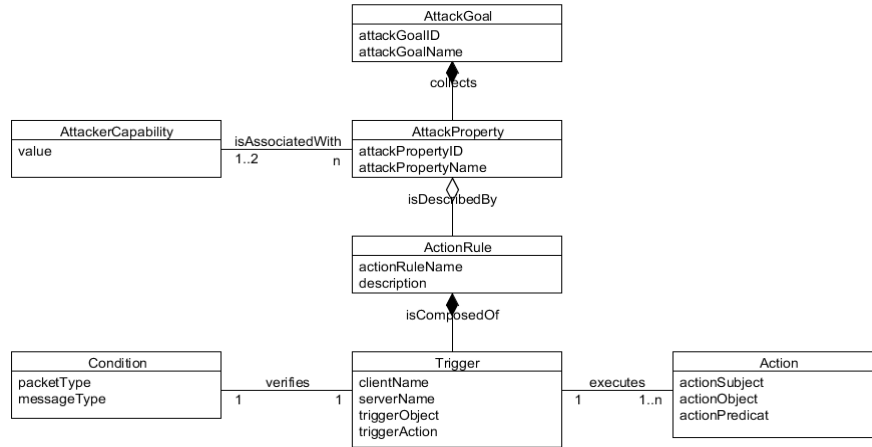 AttackGoal
attackGoalID
attackGoalName
collects
AttackerCapability
value
isAssociatedWith
1..2
n
AttackProperty
attackPropertyID
attackPropertyName
isDescribedBy
ActionRule
actionRuleName
description
isComposedOf
Condition
packetType
messageType
verifies
1
1
Trigger
clientName
serverName
triggerObject
triggerAction
executes
1
1..n
Action
actionSubject
actionObject
actionPredicat